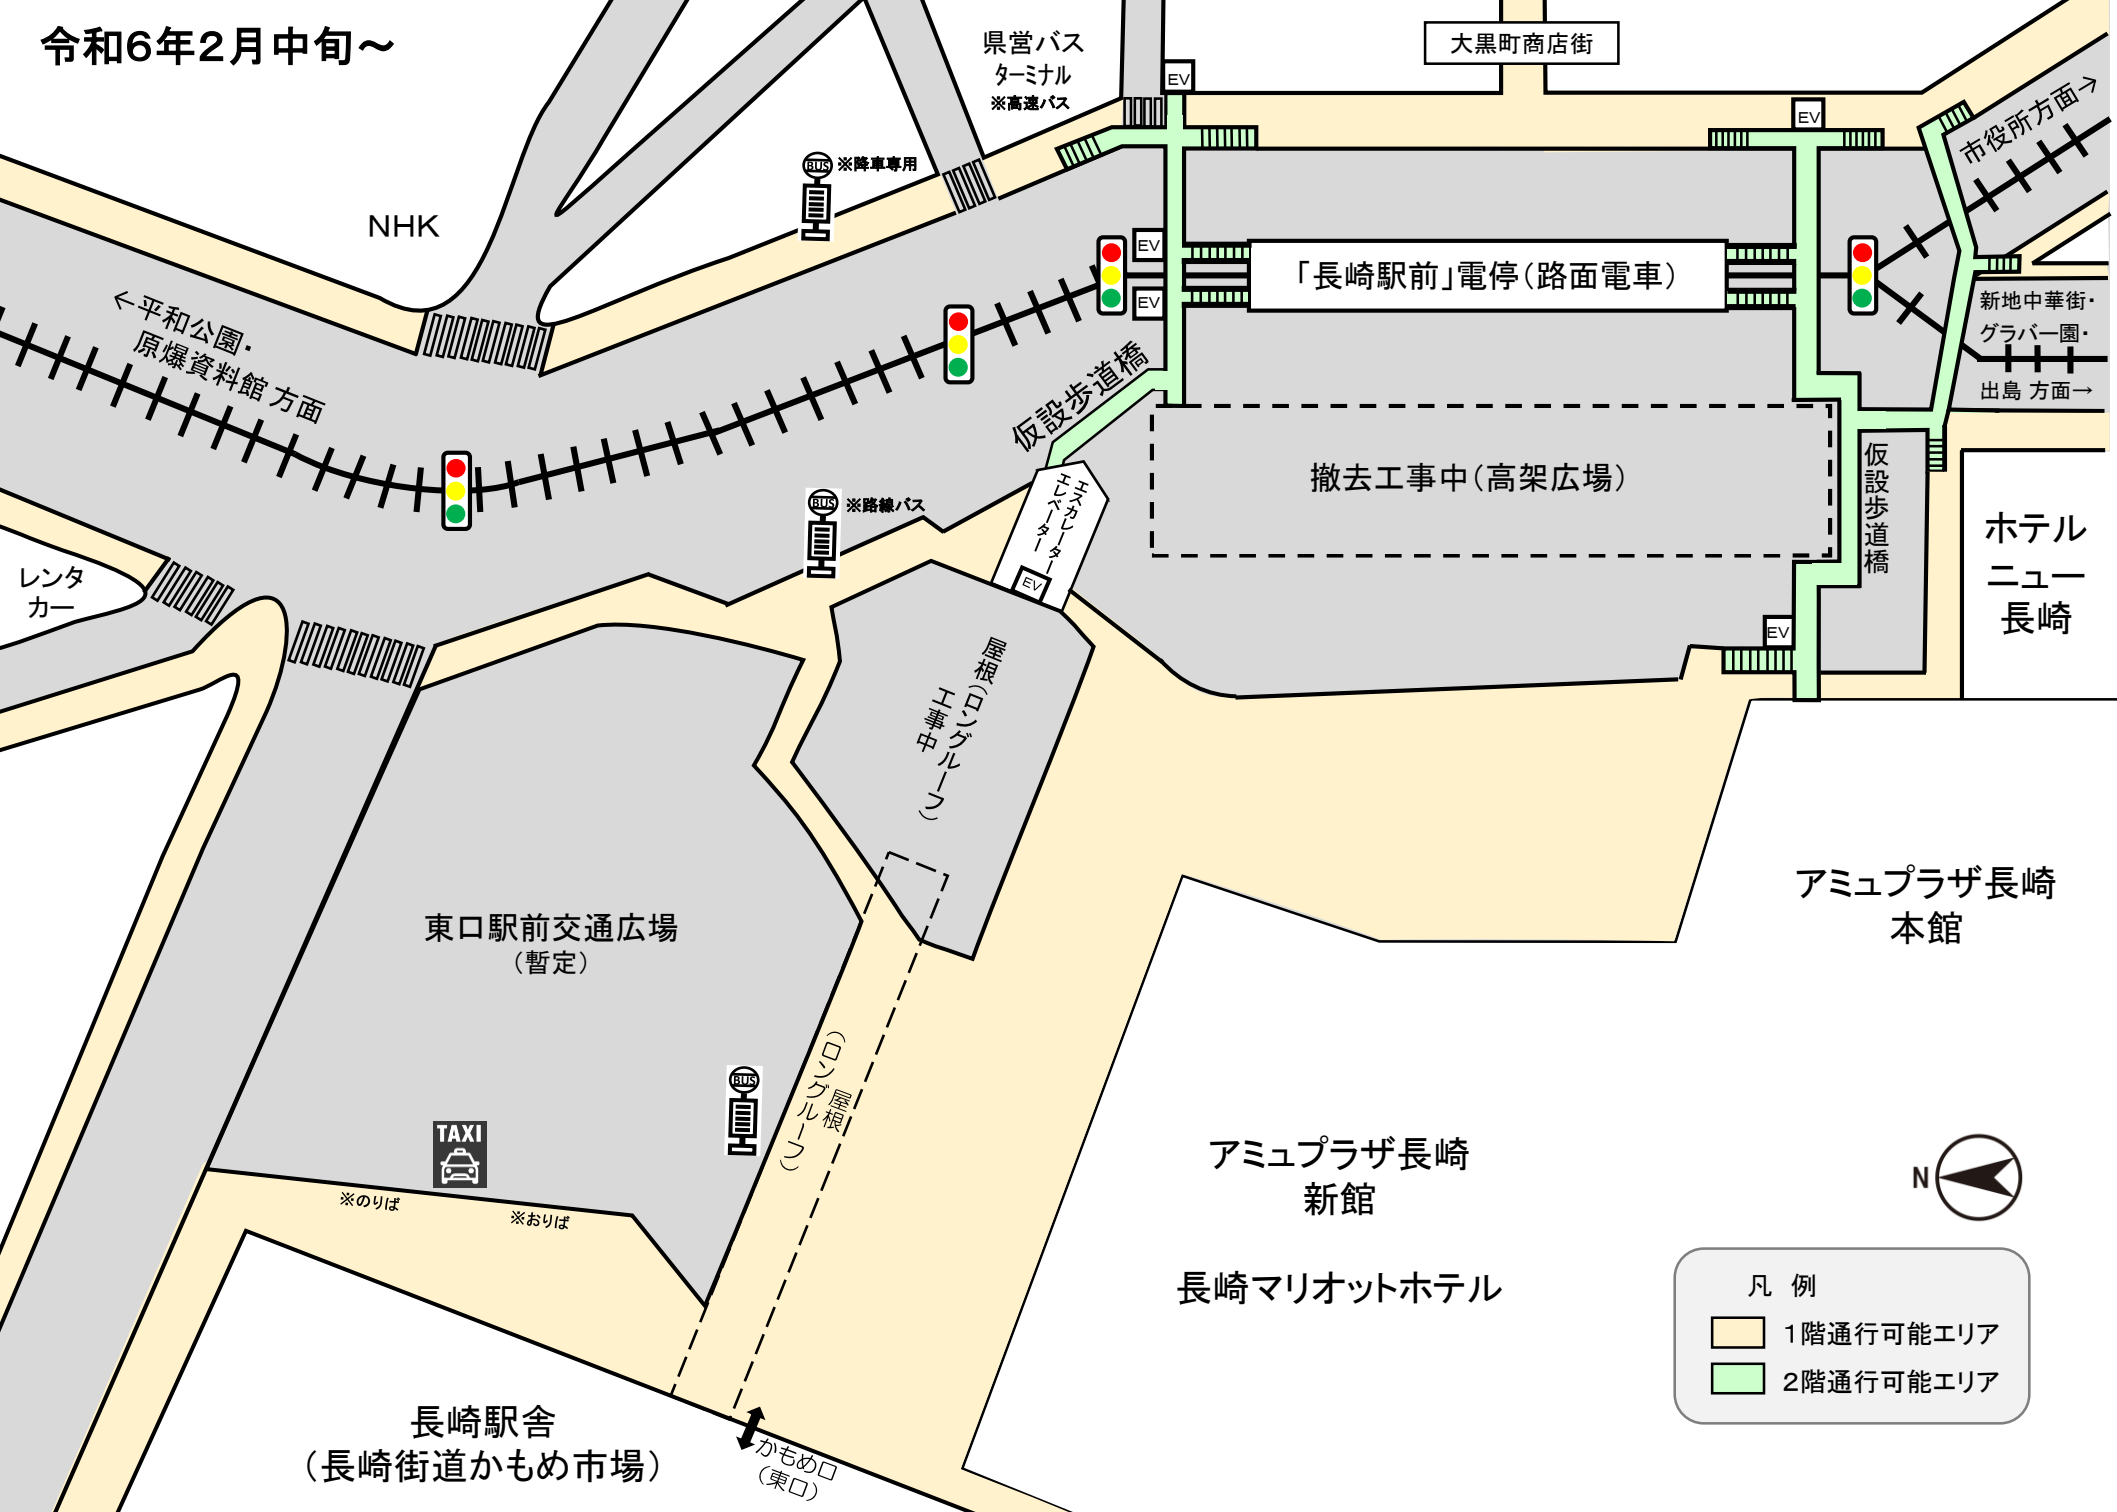 令和6年2月中旬～
県営バス
ターミナル
※高速バス
大黒町商店街
EV
EV
市役所方面→
BUS
※降車専用
NHK
EV
EV
「長崎駅前」電停（路面電車）
←平和公園・
原爆資料館 方面
新地中華街・
グラバー園・
出島 方面→
仮設歩道橋
撤去工事中（高架広場）
仮設歩道橋
エスカレーター
エレベーター
EV
BUS
※路線バス
ホテル
ニュー
長崎
レンタ
カー
EV
屋根（ロングルーフ）
工事中
アミュプラザ長崎
本館
東口駅前交通広場
（暫定）
屋根
（ロングルーフ）
BUS
TAXI
※のりば
※おりば
アミュプラザ長崎
新館
長崎マリオットホテル
N
凡 例
1階通行可能エリア
2階通行可能エリア
長崎駅舎
（長崎街道かもめ市場）
かもめ口
（東口）